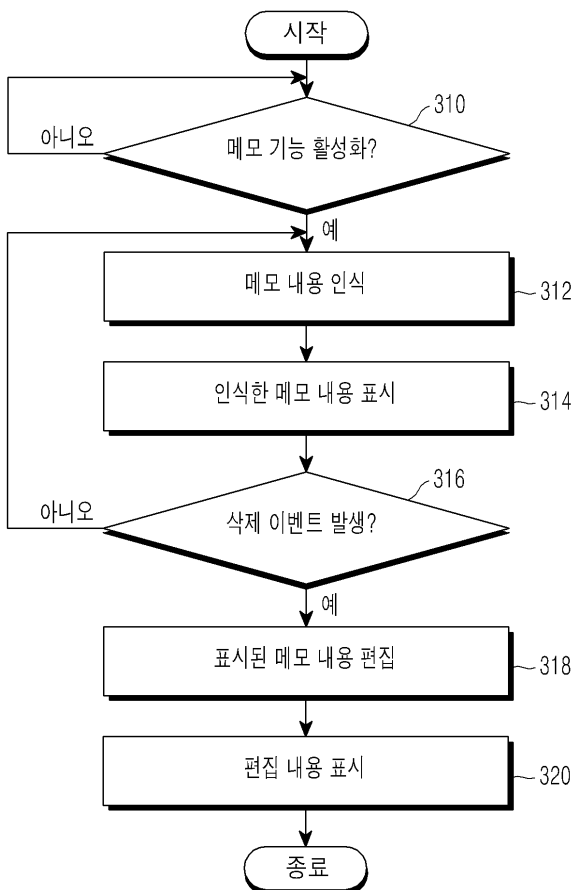 시작
310
아니오
메모 기능 활성화?
예
메모 내용 인식
312
인식한 메모 내용 표시
314
316
아니오
삭제 이벤트 발생?
예
표시된 메모 내용 편집
318
편집 내용 표시
320
종료